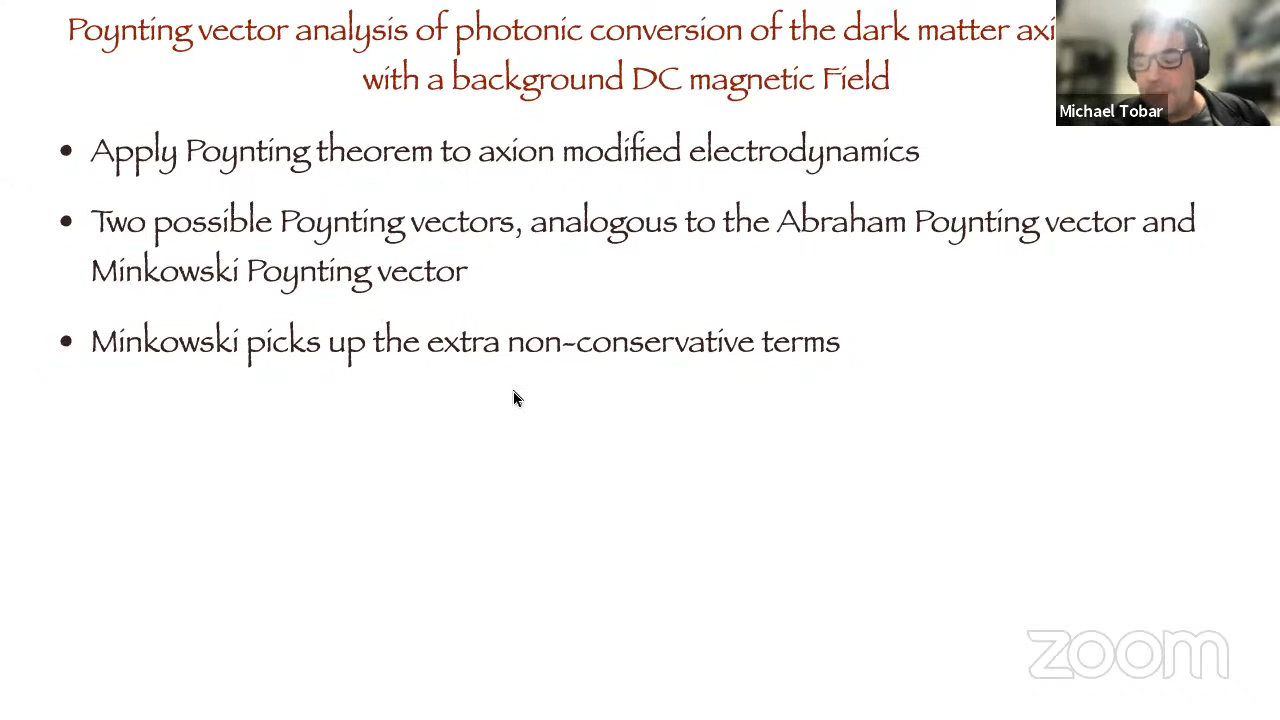 Poynting vector analysis of photonic conversion of the dark matter
with a background DC magnetic Field
Michael Tobar
• Apply Poynting theorem to axion modified electrodynamics
• Two possible Poynting vectors, analogous to the Abraham Poynting vector and
Minkowski Poynting vector
• Minkowski picks up the extra non-conservative terms
zoom